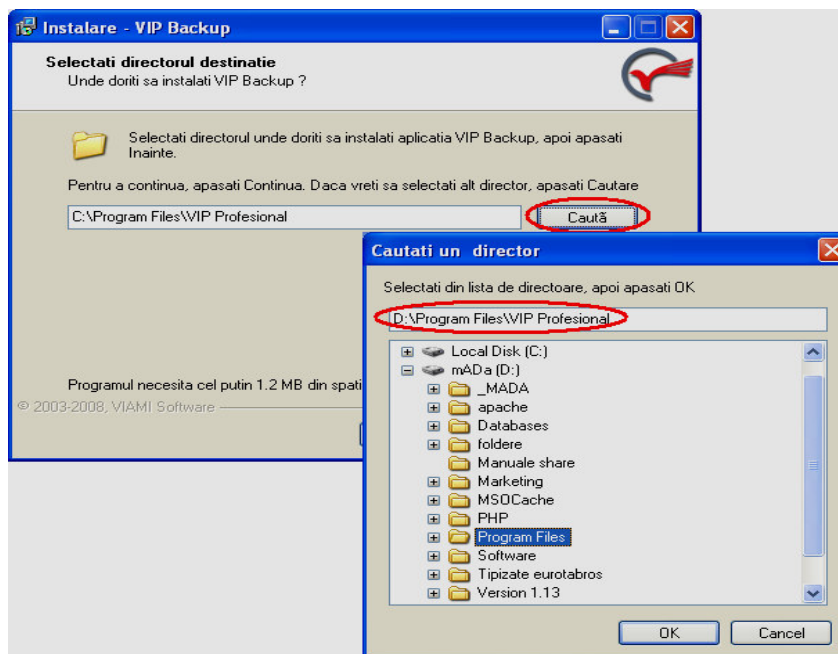 Instalare - VIP Backup
Selectati directorul destinatie
Unde doriti sa instalati VIP Backup ?
Selectati directorul unde doriti sa instalati aplicatia VIP Backup, apoi apasati
Inainte.
Pentru a continua, apasati Continua. Daca vreti sa selectati alt director, apasati Cautare
C:\Program Files\VIP Profesional
Caută
Programul necesita cel putin 1.2 MB din spati
© 2003-2008, VIAMI Software
Cautati un director
Selectati din lista de directoare, apoi apasati OK
D:\Program Files\VIP Profesional
Local Disk (C:)
mADa (D:)
_MADA
apache
Databases
foldere
Manuale share
Marketing
MSOCache
PHP
Program Files
Software
Tipizate eurotabros
Version 1.13
OK
Cancel